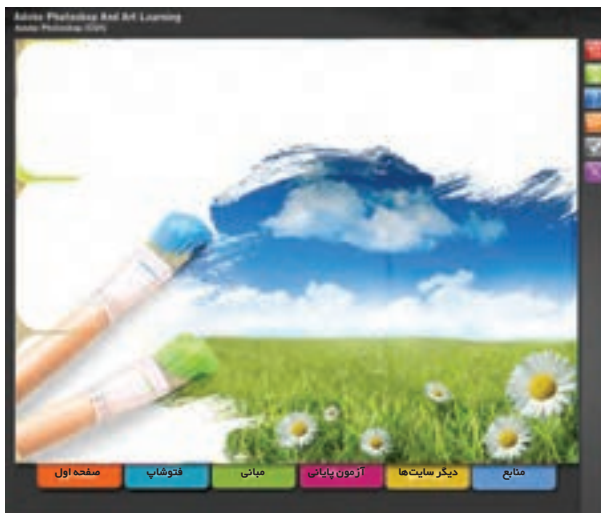 Adobe Photoshop And Art Learning
Adobe Photoshop (CS5)
صفحه اول
فتوشاپ
مبانی
آزمون پایانی
دیگر سایت‌ها
منابع